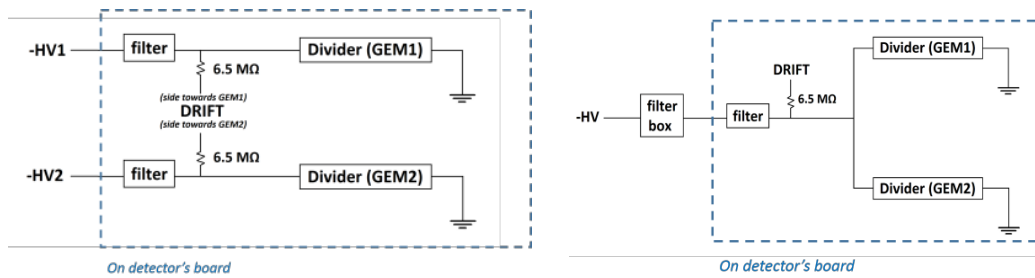 -HV1
filter
Divider (GEM1)
6.5 MΩ
(side towards GEM1)
DRIFT
(side towards GEM2)
6.5 MΩ
-HV2
filter
Divider (GEM2)
On detector's board
Divider (GEM1)
DRIFT
6.5 MΩ
-HV
filter
box
filter
Divider (GEM2)
On detector's board